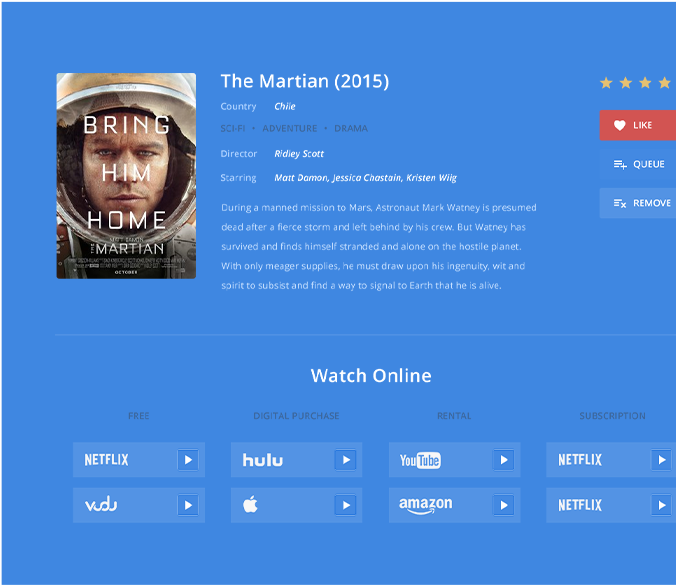 The Martian (2015)
Country Chile
SCI-FI • ADVENTURE • DRAMA
Director Ridley Scott
Starring Matt Damon, Jessica Chastain, Kristen Wiig
During a manned mission to Mars, Astronaut Mark Watney is presumed
dead after a fierce storm and left behind by his crew. But Watney has
survived and finds himself stranded and alone on the hostile planet.
With only meager supplies, he must draw upon his ingenuity, wit and
spirit to subsist and find a way to signal to Earth that he is alive.
BRING
HIM
HOME
MATT DAMON
THE MARTIAN
OCTOBER
LIKE
QUEUE
REMOVE
Watch Online
FREE DIGITAL PURCHASE RENTAL SUBSCRIPTION
NETFLIX hulu YouTube NETFLIX
vudu amazon NETFLIX